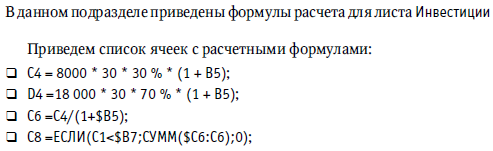 В данном подразделе приведены формулы расчета для листа Инвестиции
Приведем список ячеек с расчетными формулами:
❑ C4 = 8000 * 30 * 30 % * (1 + B5);
❑ D4 =18 000 * 30 * 70 % * (1 + B5);
❑ C6 =C4/(1+$B5);
❑ C8 =ЕСЛИ(C1<$B7;СУММ($C6:C6);0);